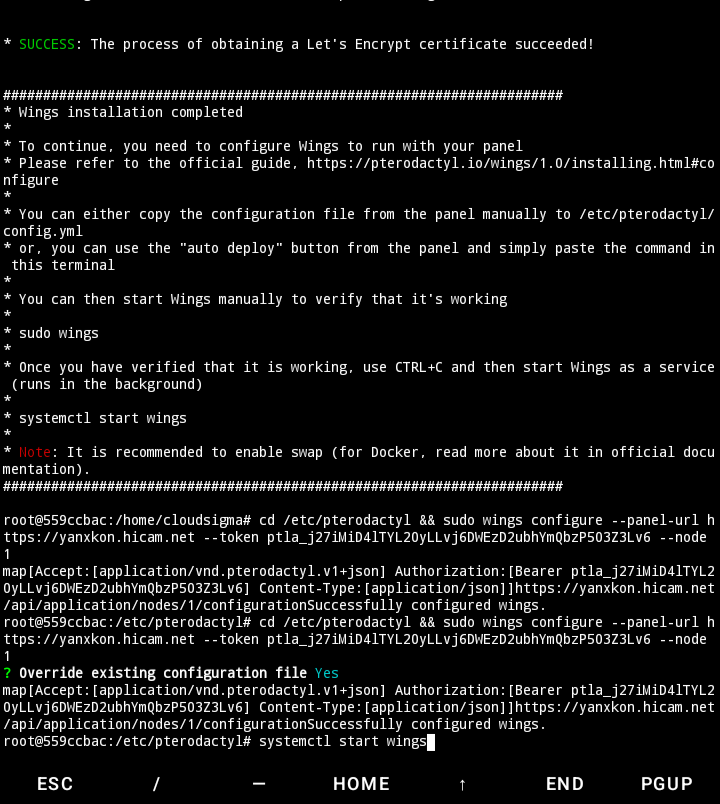 * SUCCESS: The process of obtaining a Let's Encrypt certificate succeeded!
######################################################################
* Wings installation completed
*
* To continue, you need to configure Wings to run with your panel
* Please refer to the official guide, https://pterodactyl.io/wings/1.0/installing.html#co
nfigure
*
* You can either copy the configuration file from the panel manually to /etc/pterodactyl/
config.yml
* or, you can use the "auto deploy" button from the panel and simply paste the command in
 this terminal
*
* You can then start Wings manually to verify that it's working
*
* sudo wings
*
* Once you have verified that it is working, use CTRL+C and then start Wings as a service
 (runs in the background)
*
* systemctl start wings
*
* Note: It is recommended to enable swap (for Docker, read more about it in official docu
mentation).
######################################################################
root@559ccbac:/home/cloudsigma# cd /etc/pterodactyl && sudo wings configure --panel-url h
ttps://yanxkon.hicam.net --token ptla_j27iMiD4lTYL2OyLLvj6DWEzD2ubhYmQbzP5O3Z3Lv6 --node
1
map[Accept:[application/vnd.pterodactyl.v1+json] Authorization:[Bearer ptla_j27iMiD4lTYL2
OyLLvj6DWEzD2ubhYmQbzP5O3Z3Lv6] Content-Type:[application/json]]https://yanxkon.hicam.net
/api/application/nodes/1/configurationSuccessfully configured wings.
root@559ccbac:/etc/pterodactyl# cd /etc/pterodactyl && sudo wings configure --panel-url h
ttps://yanxkon.hicam.net --token ptla_j27iMiD4lTYL2OyLLvj6DWEzD2ubhYmQbzP5O3Z3Lv6 --node
1
? Override existing configuration file Yes
map[Accept:[application/vnd.pterodactyl.v1+json] Authorization:[Bearer ptla_j27iMiD4lTYL2
OyLLvj6DWEzD2ubhYmQbzP5O3Z3Lv6] Content-Type:[application/json]]https://yanxkon.hicam.net
/api/application/nodes/1/configurationSuccessfully configured wings.
root@559ccbac:/etc/pterodactyl# systemctl start wings
ESC / — HOME ↑ END PGUP